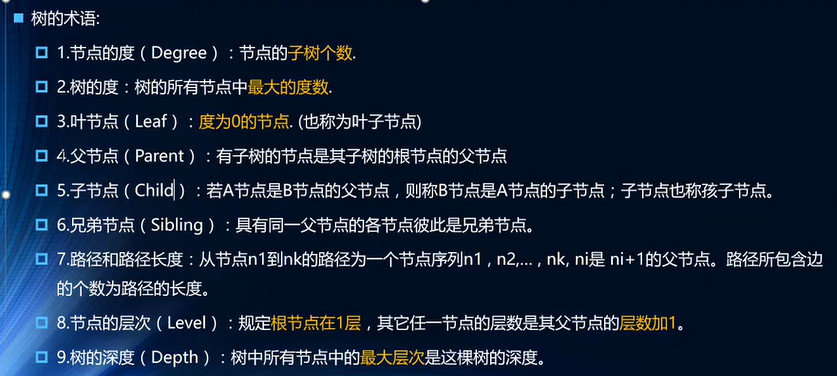 树的术语:
1.节点的度（Degree）：节点的子树个数.
2.树的度：树的所有节点中最大的度数.
3.叶节点（Leaf）：度为0的节点. (也称为叶子节点)
4.父节点（Parent）：有子树的节点是其子树的根节点的父节点
5.子节点（Child）：若A节点是B节点的父节点，则称B节点是A节点的子节点；子节点也称孩子节点。
6.兄弟节点（Sibling）：具有同一父节点的各节点彼此是兄弟节点。
7.路径和路径长度：从节点n1到nk的路径为一个节点序列n1 , n2,... , nk, ni是 ni+1的父节点。路径所包含边
的个数为路径的长度。
8.节点的层次（Level）：规定根节点在1层，其它任一节点的层数是其父节点的层数加1。
9.树的深度（Depth）：树中所有节点中的最大层次是这棵树的深度。